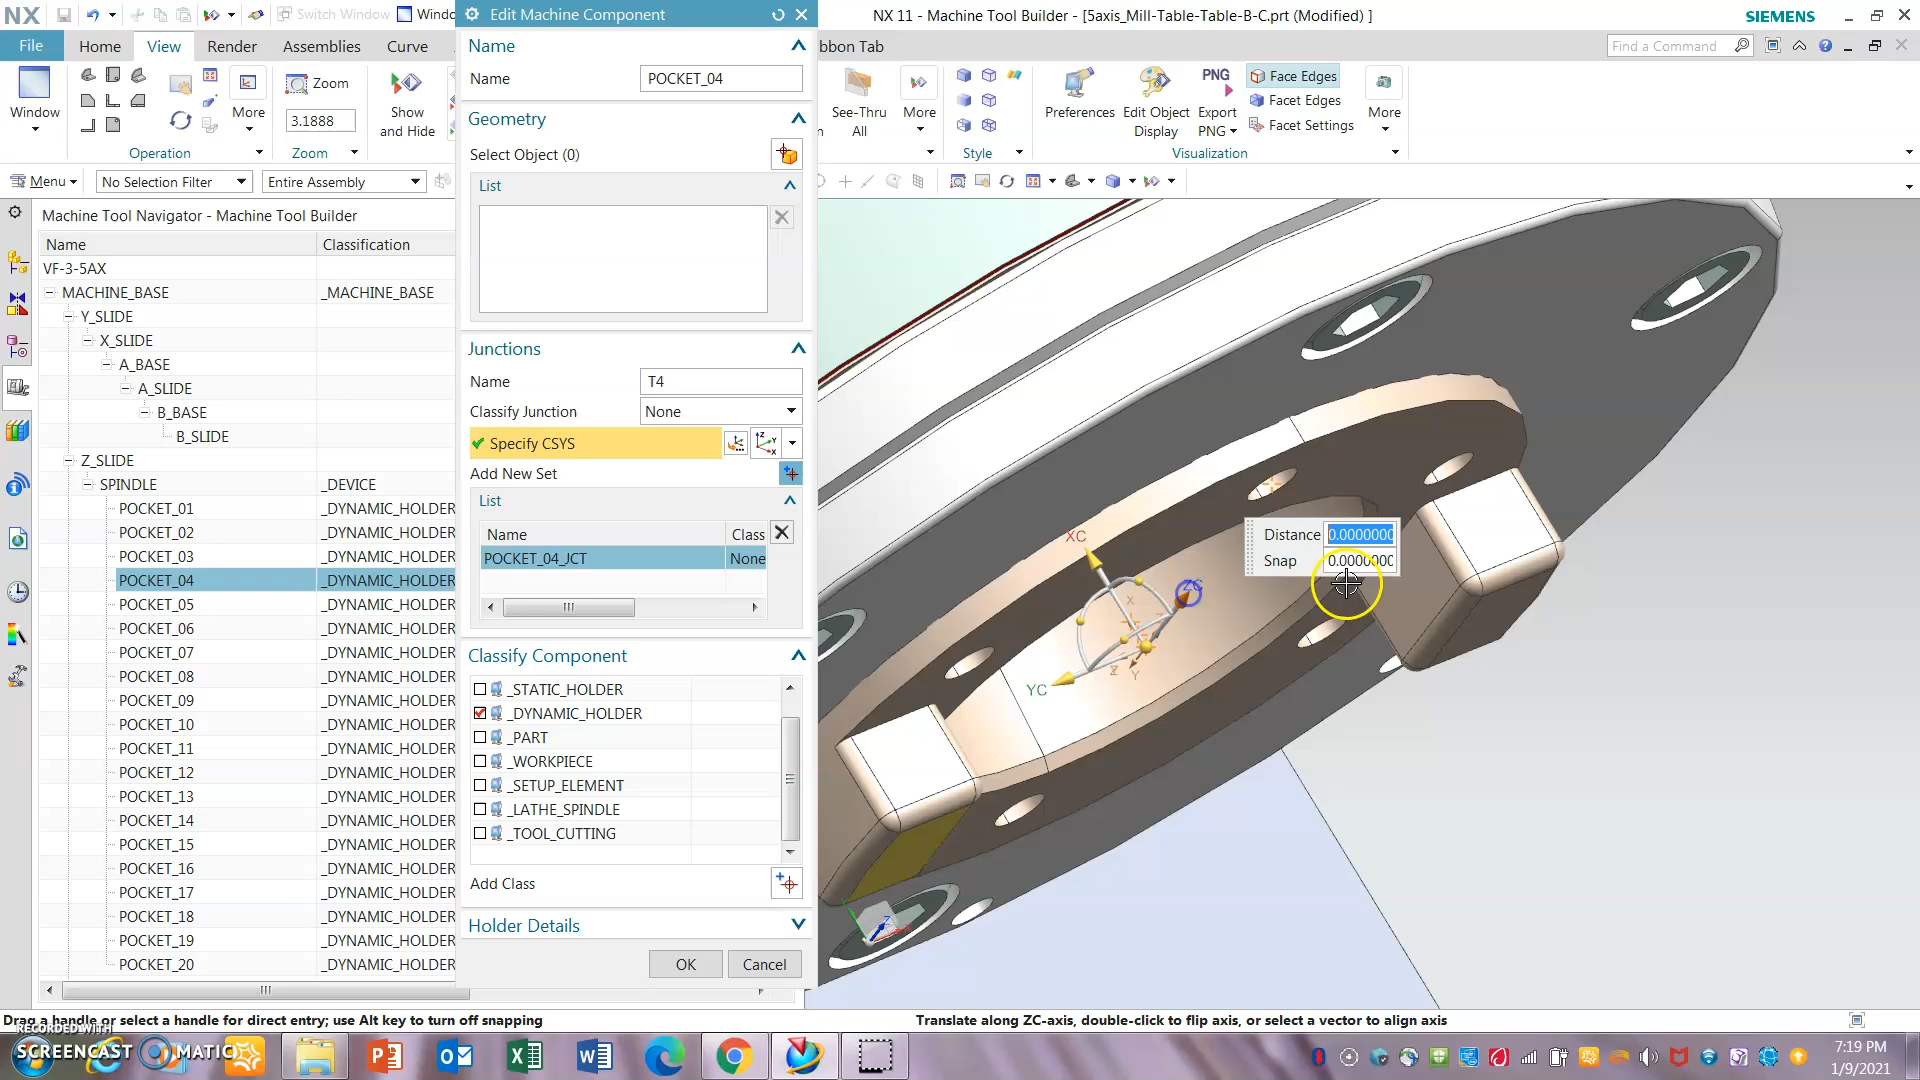 NX
Switch Window
Windo
Edit Machine Component
NX 11 - Machine Tool Builder - [5axis_Mill-Table-Table-B-C.prt (Modified) ]
SIEMENS
File
Home
View
Render
Assemblies
Curve
bbon Tab
Find a Command
Window
More
Operation
Zoom
3.1888
Zoom
Show
and Hide
See-Thru
All
More
Style
Preferences
Edit Object
Display
PNG
Export
PNG
Face Edges
Facet Edges
Facet Settings
More
Visualization
Menu
No Selection Filter
Entire Assembly
Name
Name
POCKET_04
Geometry
Select Object (0)
List
Junctions
Name
T4
Classify Junction
None
Specify CSYS
Add New Set
List
Name
Class
POCKET_04_JCT
None
Classify Component
_STATIC_HOLDER
_DYNAMIC_HOLDER
_PART
_WORKPIECE
_SETUP_ELEMENT
_LATHE_SPINDLE
_TOOL_CUTTING
Add Class
Holder Details
OK
Cancel
Machine Tool Navigator - Machine Tool Builder
Name
Classification
VF-3-5AX
MACHINE_BASE
_MACHINE_BASE
Y_SLIDE
X_SLIDE
A_BASE
A_SLIDE
B_BASE
B_SLIDE
Z_SLIDE
SPINDLE
_DEVICE
POCKET_01
_DYNAMIC_HOLDER
POCKET_02
_DYNAMIC_HOLDER
POCKET_03
_DYNAMIC_HOLDER
POCKET_04
_DYNAMIC_HOLDER
POCKET_05
_DYNAMIC_HOLDER
POCKET_06
_DYNAMIC_HOLDER
POCKET_07
_DYNAMIC_HOLDER
POCKET_08
_DYNAMIC_HOLDER
POCKET_09
_DYNAMIC_HOLDER
POCKET_10
_DYNAMIC_HOLDER
POCKET_11
_DYNAMIC_HOLDER
POCKET_12
_DYNAMIC_HOLDER
POCKET_13
_DYNAMIC_HOLDER
POCKET_14
_DYNAMIC_HOLDER
POCKET_15
_DYNAMIC_HOLDER
POCKET_16
_DYNAMIC_HOLDER
POCKET_17
_DYNAMIC_HOLDER
POCKET_18
_DYNAMIC_HOLDER
POCKET_19
_DYNAMIC_HOLDER
POCKET_20
_DYNAMIC_HOLDER
Distance
0.0000000
Snap
0.0000000
XC
YC
ZC
X
Y
Z
Z
Drag a handle or select a handle for direct entry; use Alt key to turn off snapping
Translate along ZC-axis, double-click to flip axis, or select a vector to align axis
RECORDED WITH
SCREENCAST
MATIC
7:19 PM
1/9/2021